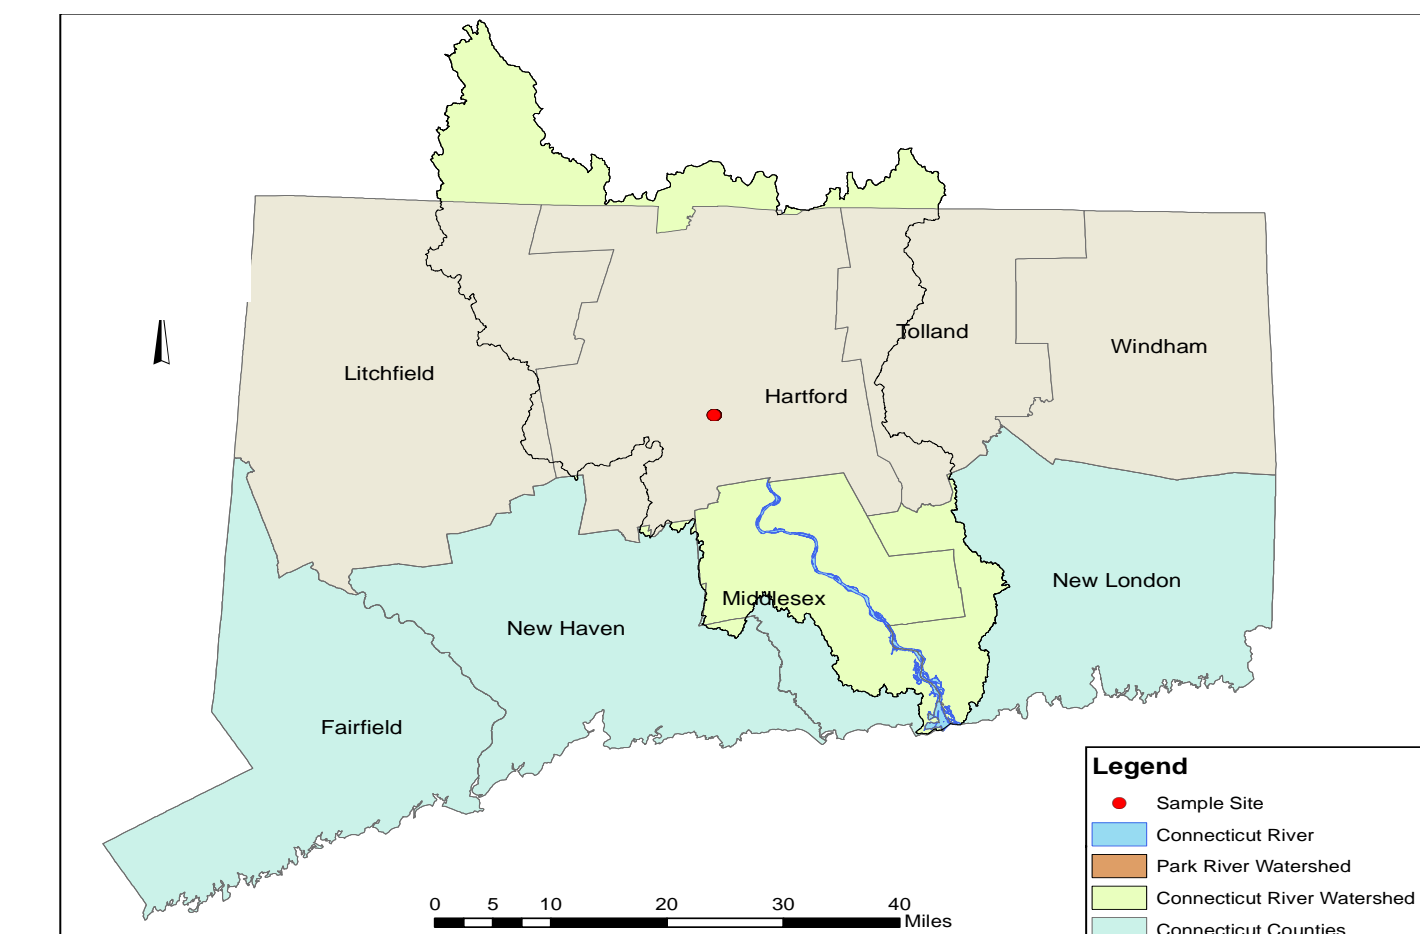 Tolland
Windham
Litchfield
Hartford
New London
Middlesex
New Haven
Fairfield
Legend
Sample Site
Connecticut River
Park River Watershed
Connecticut River Watershed
Connecticut Counties
0 5 10 20 30 40
Miles